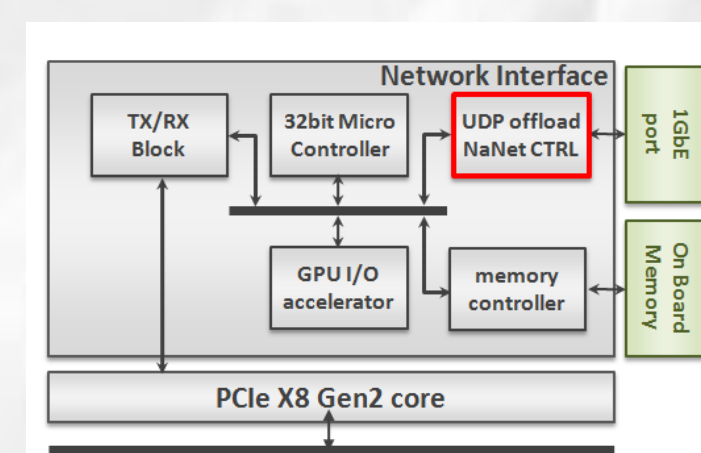 Network Interface
TX/RX
Block
32bit Micro
Controller
UDP offload
NaNet CTRL
1GbE
port
GPU I/O
accelerator
memory
controller
On Board
Memory
PCIe X8 Gen2 core